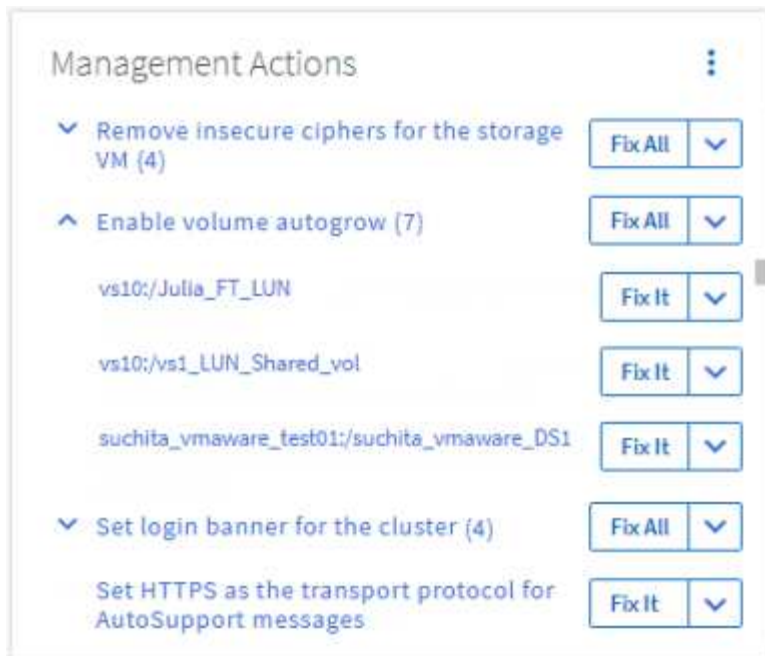 Management Actions
Remove insecure ciphers for the storage
VM (4)
Fix All
Enable volume autogrow (7)
Fix All
vs10:/Julia_FT_LUN
Fix It
vs10:/vs1_LUN_Shared_vol
Fix It
suchita_vmaware_test01:/suchita_vmaware_DS1
Fix It
Set login banner for the cluster (4)
Fix All
Set HTTPS as the transport protocol for
AutoSupport messages
Fix It